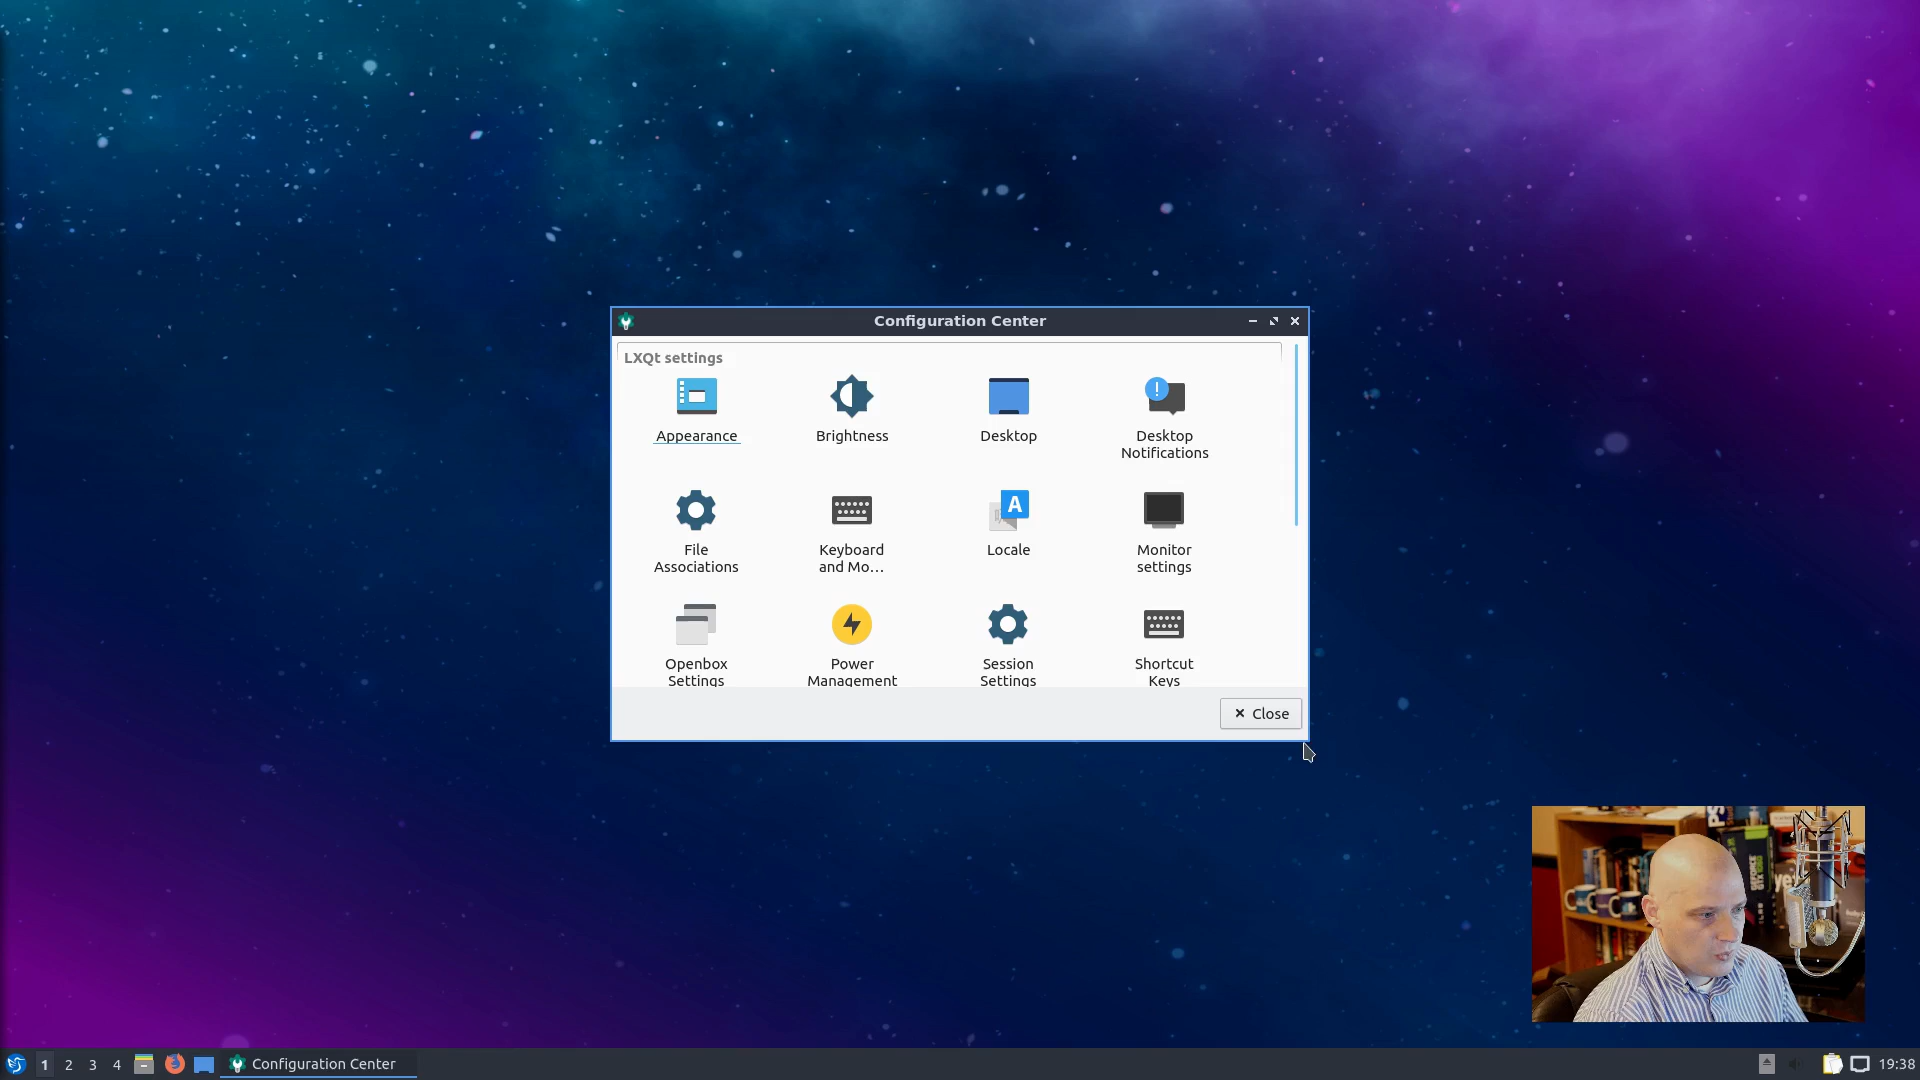 Configuration Center
LXQt settings
Appearance
Brightness
Desktop
Desktop
Notifications
File
Associations
Keyboard
and Mo...
Locale
Monitor
settings
Openbox
Settings
Power
Management
Session
Settings
Shortcut
Keys
Close
1 2 3 4
Configuration Center
19:38